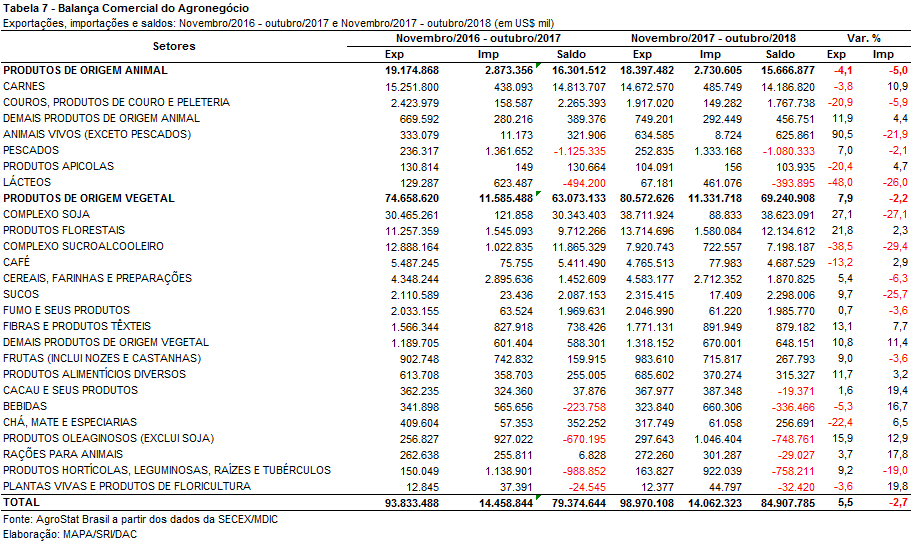 Tabela 7 - Balança Comercial do Agronegócio
Exportações, importações e saldos: Novembro/2016 - outubro/2017 e Novembro/2017 - outubro/2018 (em US$ mil)
Setores Novembro/2016 - outubro/2017 Novembro/2017 - outubro/2018 Var. %
Exp Imp Saldo Exp Imp Saldo Exp Imp
PRODUTOS DE ORIGEM ANIMAL 19.174.868 2.873.356 16.301.512 18.397.482 2.730.605 15.666.877 -4,1 -5,0
CARNES 15.251.800 438.093 14.813.707 14.672.570 485.749 14.186.820 -3,8 10,9
COUROS, PRODUTOS DE COURO E PELETERIA 2.423.979 158.587 2.265.393 1.917.020 149.282 1.767.738 -20,9 -5,9
DEMAIS PRODUTOS DE ORIGEM ANIMAL 669.592 280.216 389.376 749.201 292.449 456.751 11,9 4,4
ANIMAIS VIVOS (EXCETO PESCADOS) 333.079 11.173 321.906 634.585 8.724 625.861 90,5 -21,9
PESCADOS 236.317 1.361.652 -1.125.335 252.835 1.333.168 -1.080.333 7,0 -2,1
PRODUTOS APICOLAS 130.814 149 130.664 104.091 156 103.935 -20,4 4,7
LÁCTEOS 129.287 623.487 -494.200 67.181 461.076 -393.895 -48,0 -26,0
PRODUTOS DE ORIGEM VEGETAL 74.658.620 11.585.488 63.073.133 80.572.626 11.331.718 69.240.908 7,9 -2,2
COMPLEXO SOJA 30.465.261 121.858 30.343.403 38.711.924 88.833 38.623.091 27,1 -27,1
PRODUTOS FLORESTAIS 11.257.359 1.545.093 9.712.266 13.714.696 1.580.084 12.134.612 21,8 2,3
COMPLEXO SUCROALCOOLEIRO 12.888.164 1.022.835 11.865.329 7.920.743 722.557 7.198.187 -38,5 -29,4
CAFÉ 5.487.245 75.755 5.411.490 4.765.513 77.983 4.687.529 -13,2 2,9
CEREAIS, FARINHAS E PREPARAÇÕES 4.348.244 2.895.636 1.452.609 4.583.177 2.712.352 1.870.825 5,4 -6,3
SUCOS 2.110.589 23.436 2.087.153 2.315.415 17.409 2.298.006 9,7 -25,7
FUMO E SEUS PRODUTOS 2.033.155 63.524 1.969.631 2.046.990 61.220 1.985.770 0,7 -3,6
FIBRAS E PRODUTOS TÊXTEIS 1.566.344 827.918 738.426 1.771.131 891.949 879.182 13,1 7,7
DEMAIS PRODUTOS DE ORIGEM VEGETAL 1.189.705 601.404 588.301 1.318.152 670.001 648.151 10,8 11,4
FRUTAS (INCLUI NOZES E CASTANHAS) 902.748 742.832 159.915 983.610 715.817 267.793 9,0 -3,6
PRODUTOS ALIMENTÍCIOS DIVERSOS 613.708 358.703 255.005 685.602 370.274 315.327 11,7 3,2
CACAU E SEUS PRODUTOS 362.235 324.360 37.876 367.977 387.348 -19.371 1,6 19,4
BEBIDAS 341.898 565.656 -223.758 323.840 660.306 -336.466 -5,3 16,7
CHÁ, MATE E ESPECIARIAS 409.604 57.353 352.252 317.749 61.058 256.691 -22,4 6,5
PRODUTOS OLEAGINOSOS (EXCLUI SOJA) 256.827 927.022 -670.195 297.643 1.046.404 -748.761 15,9 12,9
RAÇÕES PARA ANIMAIS 262.638 255.811 6.828 272.260 301.287 -29.027 3,7 17,8
PRODUTOS HORTÍCOLAS, LEGUMINOSAS, RAÍZES E TUBÉRCULOS 150.049 1.138.901 -988.852 163.827 922.039 -758.211 9,2 -19,0
PLANTAS VIVAS E PRODUTOS DE FLORICULTURA 12.845 37.391 -24.545 12.377 44.797 -32.420 -3,6 19,8
TOTAL 93.833.488 14.458.844 79.374.644 98.970.108 14.062.323 84.907.785 5,5 -2,7
Fonte: AgroStat Brasil a partir dos dados da SECEX/MDIC
Elaboração: MAPA/SRI/DAC